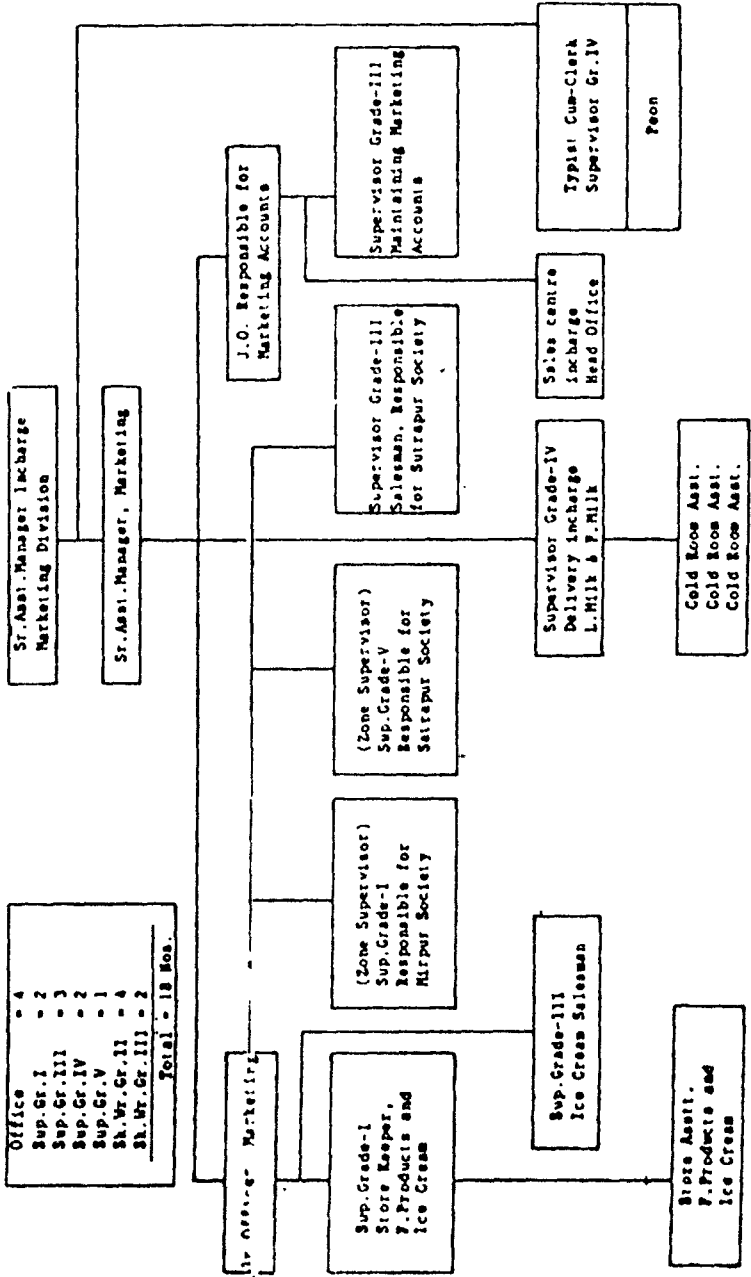 Office = 4
Sup.Gr.I = 2
Sup.Gr.III = 3
Sup.Gr.IV = 2
Sup.Gr.V = 1
Sk.Wr.Gr.II = 4
Sk.Wr.Gr.III = 2
Total = 18 Nos.
Sr.Asst.Manager Incharge
Marketing Division
Sr.Asst.Manager, Marketing
Marketing
J.O. Responsible for
Marketing Accounts
Sup.Grade-I
Store Keeper,
F.Products and
Ice Cream
(Zone Supervisor)
Sup.Grade-I
Responsible for
Mirpur Society
(Zone Supervisor)
Sup.Grade-V
Responsible for
Satrapur Society
Supervisor Grade-III
Salesman, Responsible
for Sutrapur Society
Supervisor Grade-III
Maintaining Marketing
Accounts
Sup.Grade-III
Ice Cream Salesman
Supervisor Grade-IV
Delivery incharge
L.Milk & F.Milk
Sales centre
incharge
Head Office
Typist Cum-Clerk
Supervisor Gr.IV
Peon
Store Asstt.
F.Products and
Ice Cream
Cold Room Asst.
Cold Room Asst.
Cold Room Asst.